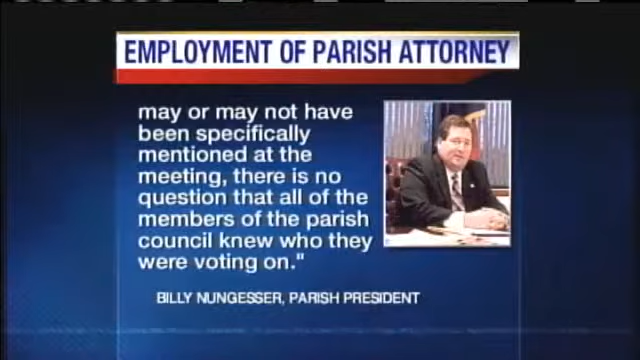 EMPLOYMENT OF PARISH ATTORNEY
may or may not have
been specifically
mentioned at the
meeting, there is no
question that all of the
members of the parish
council knew who they
were voting on."
BILLY NUNGESSER, PARISH PRESIDENT